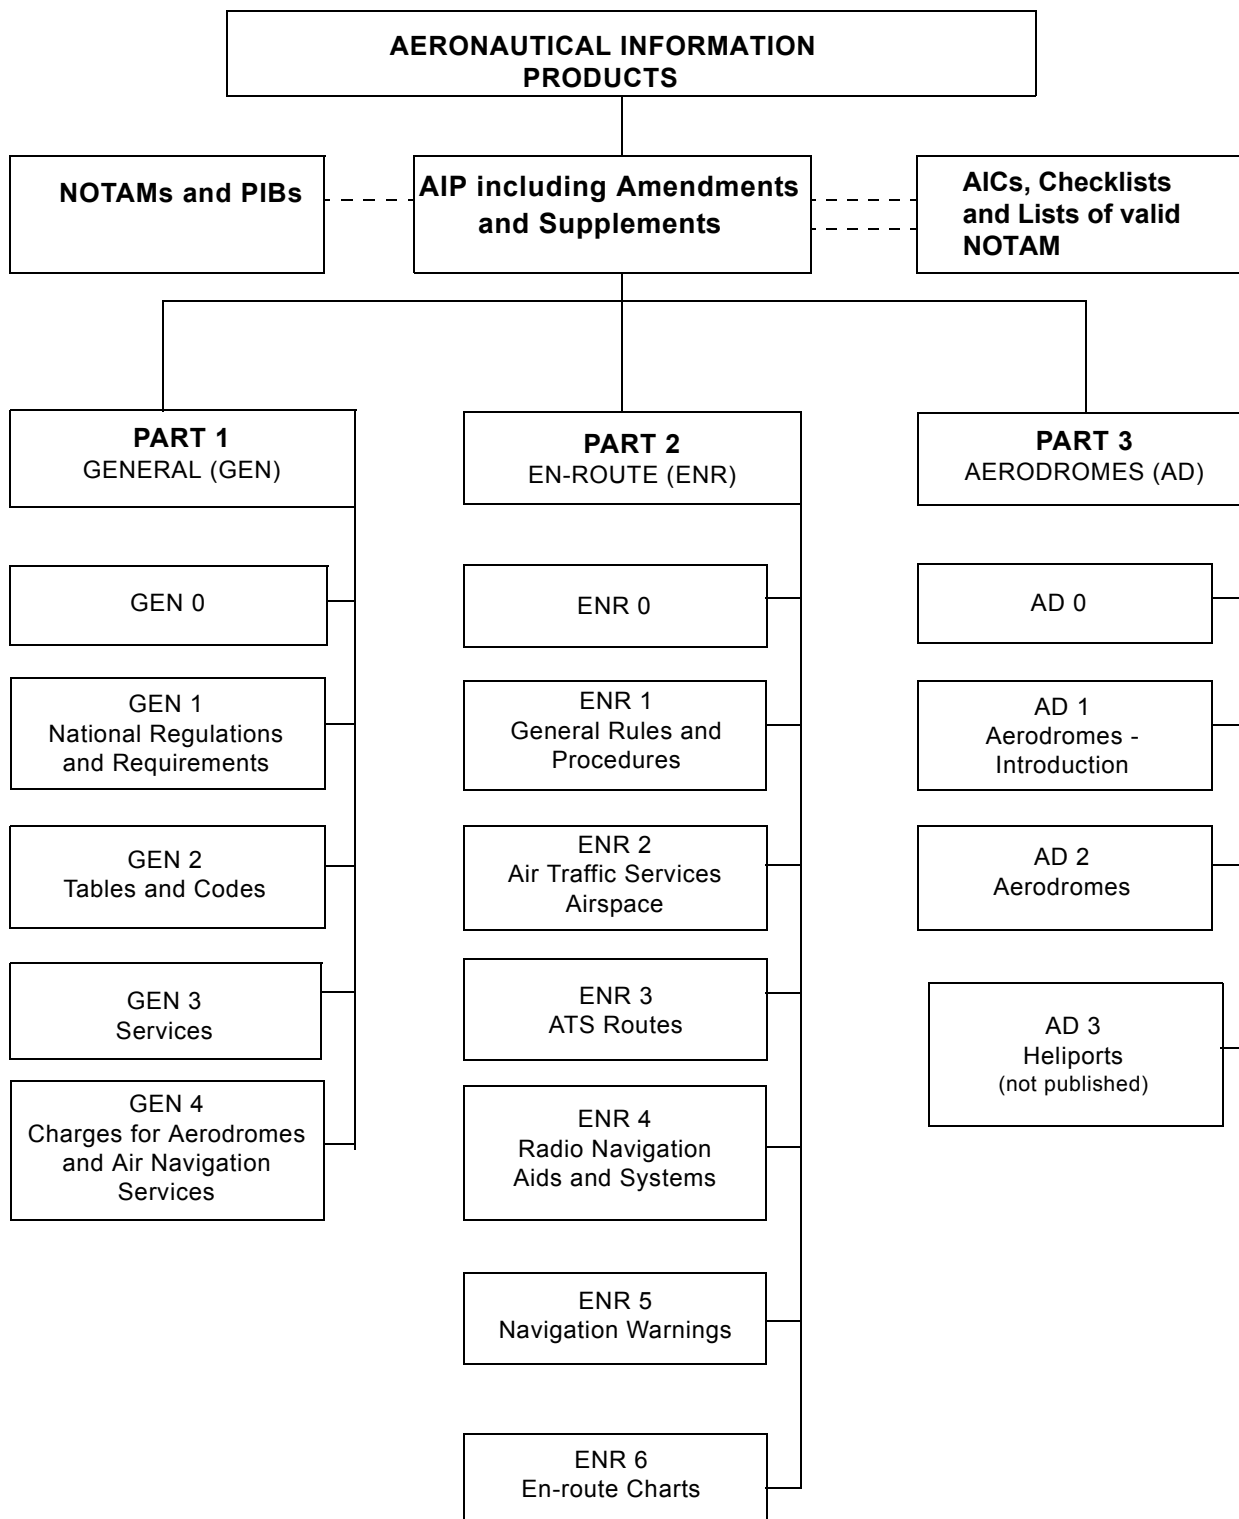 AERONAUTICAL INFORMATION
PRODUCTS
NOTAMs and PIBs
AIP including Amendments
and Supplements
AICs, Checklists
and Lists of valid
NOTAM
PART 1
GENERAL (GEN)
GEN 0
GEN 1
National Regulations
and Requirements
GEN 2
Tables and Codes
GEN 3
Services
GEN 4
Charges for Aerodromes
and Air Navigation
Services
PART 2
EN-ROUTE (ENR)
ENR 0
ENR 1
General Rules and
Procedures
ENR 2
Air Traffic Services
Airspace
ENR 3
ATS Routes
ENR 4
Radio Navigation
Aids and Systems
ENR 5
Navigation Warnings
ENR 6
En-route Charts
PART 3
AERODROMES (AD)
AD 0
AD 1
Aerodromes -
Introduction
AD 2
Aerodromes
AD 3
Heliports
(not published)